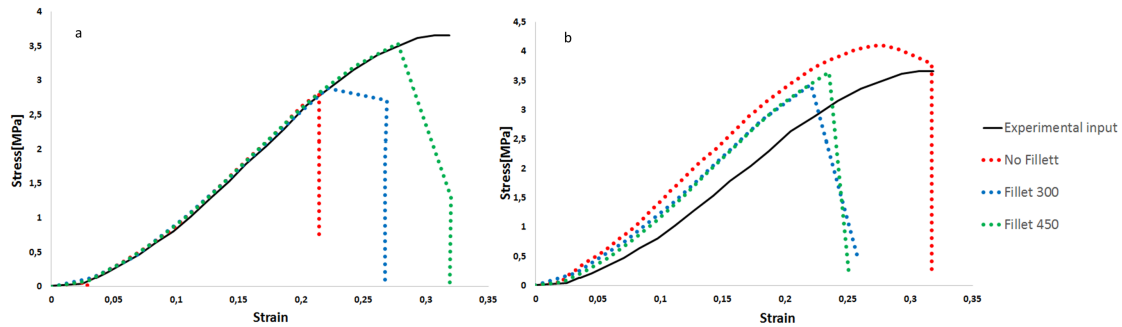 a
4
3,5
3
2,5
2
1,5
1
0,5
0
0 0,05 0,1 0,15 0,2 0,25 0,3 0,35
Stress[MPa]
Strain
b
4,5
4
3,5
3
2,5
2
1,5
1
0,5
0
0 0,05 0,1 0,15 0,2 0,25 0,3 0,35
Stress[MPa]
Strain
Experimental input
No Fillett
Fillet 300
Fillet 450